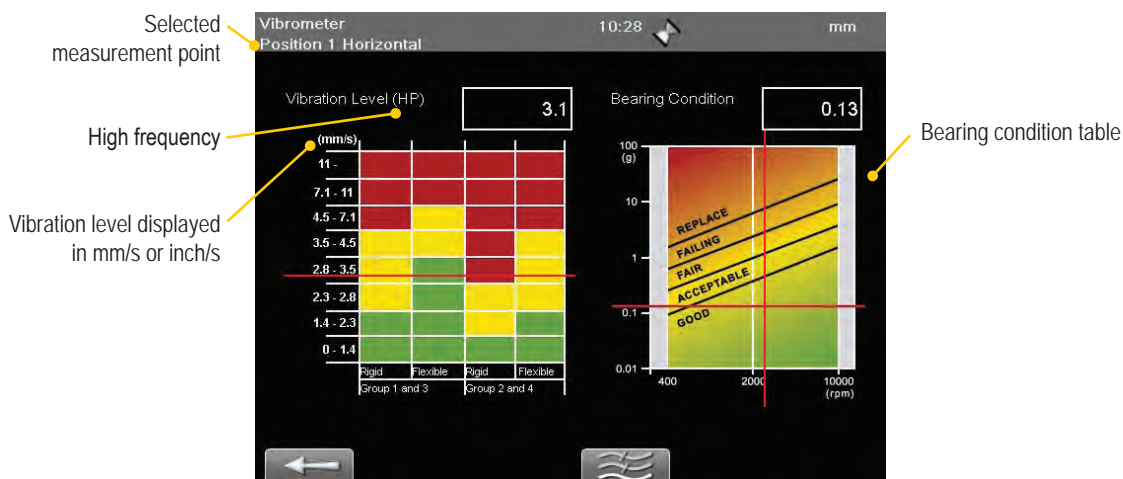 Selected
measurement point
High frequency
Vibration level displayed
in mm/s or inch/s
Vibrometer
Position 1 Horizontal
10:28
mm
Vibration Level (HP)
3.1
(mm/s)
11 -
7.1 - 11
4.5 - 7.1
3.5 - 4.5
2.8 - 3.5
2.3 - 2.8
1.4 - 2.3
0 - 1.4
Rigid Flexible Rigid Flexible
Group 1 and 3 Group 2 and 4
Bearing Condition
0.13
100
(g)
10
1
0.1
0.01
REPLACE
FAILING
FAIR
ACCEPTABLE
GOOD
400 2000 10000
(rpm)
Bearing condition table